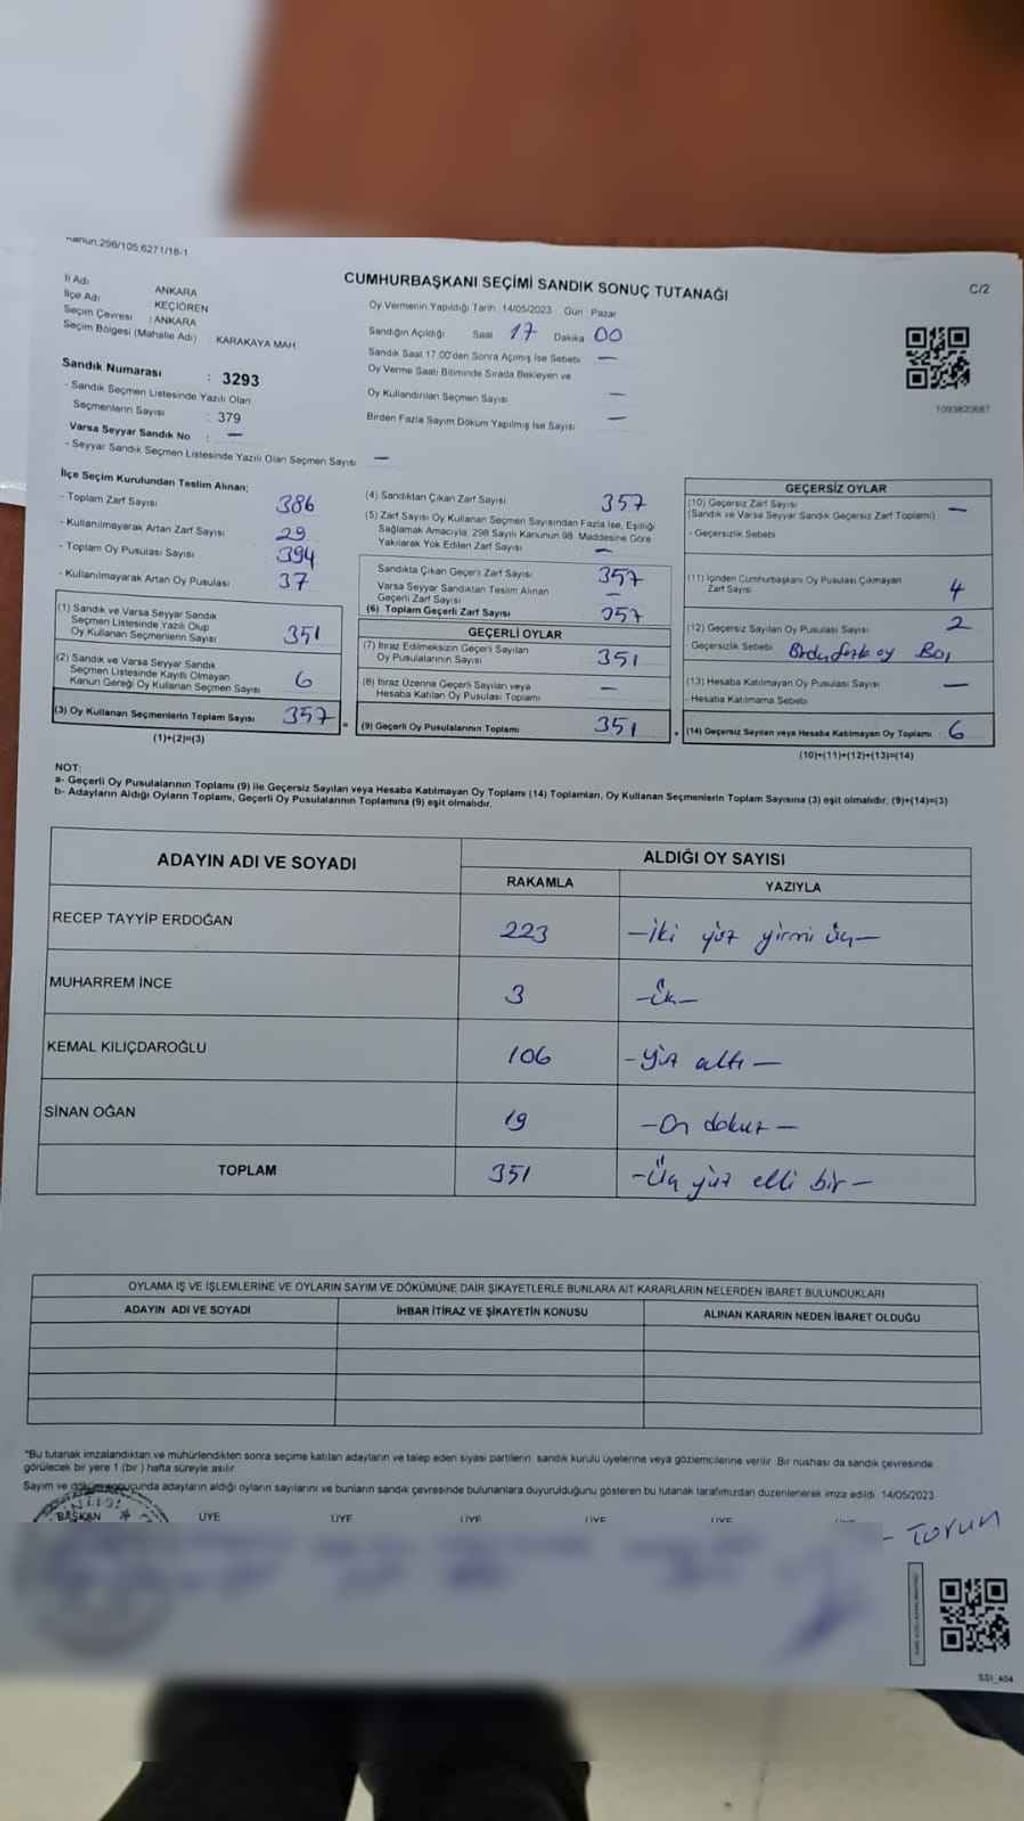 Kanun:298/105,6271/18-1
CUMHURBAŞKANI SEÇİMİ SANDIK SONUÇ TUTANAĞI
C/2
İl Adı ANKARA
İlçe Adı KEÇİÖREN
Seçim Çevresi : ANKARA
Seçim Bölgesi (Mahalle Adı) KARAKAYA MAH.
Oy Vermenin Yapıldığı Tarih : 14/05/2023 Gün : Pazar
Sandığın Açıldığı Saat 17 Dakika 00
Sandık Saat 17.00'den Sonra Açılmış İse Sebebi —
Oy Verme Saati Bitiminde Sırada Bekleyen ve
Oy Kullandırılan Seçmen Sayısı —
Birden Fazla Sayım Döküm Yapılmış İse Sayısı —
Sandık Numarası : 3293
- Sandık Seçmen Listesinde Yazılı Olan
Seçmenlerin Sayısı : 379
Varsa Seyyar Sandık No : —
- Seyyar Sandık Seçmen Listesinde Yazılı Olan Seçmen Sayısı —
İlçe Seçim Kurulundan Teslim Alınan;
- Toplam Zarf Sayısı 386
- Kullanılmayarak Artan Zarf Sayısı 29
- Toplam Oy Pusulası Sayısı 394
- Kullanılmayarak Artan Oy Pusulası 37
(1) Sandık ve Varsa Seyyar Sandık
Seçmen Listesinde Yazılı Olup
Oy Kullanan Seçmenlerin Sayısı 351
(2) Sandık ve Varsa Seyyar Sandık
Seçmen Listesinde Kayıtlı Olmayan
Kanun Gereği Oy Kullanan Seçmen Sayısı 6
(3) Oy Kullanan Seçmenlerin Toplam Sayısı 357
(1)+(2)=(3)
(4) Sandıktan Çıkan Zarf Sayısı 357
(5) Zarf Sayısı Oy Kullanan Seçmen Sayısından Fazla İse, Eşitliği
Sağlamak Amacıyla, 298 Sayılı Kanunun 98. Maddesine Göre
Yakılarak Yok Edilen Zarf Sayısı —
Sandıkta Çıkan Geçerli Zarf Sayısı 357
Varsa Seyyar Sandıktan Teslim Alınan
Geçerli Zarf Sayısı —
(6) Toplam Geçerli Zarf Sayısı 357
GEÇERLİ OYLAR
(7) İtiraz Edilmeksizin Geçerli Sayılan
Oy Pusulalarının Sayısı 351
(8) İtiraz Üzerine Geçerli Sayılan veya
Hesaba Katılan Oy Pusulası Toplamı —
(9) Geçerli Oy Pusulalarının Toplamı 351
GEÇERSİZ OYLAR
(10) Geçersiz Zarf Sayısı —
(Sandık ve Varsa Seyyar Sandık Geçersiz Zarf Toplamı)
- Geçersizlik Sebebi
(11) İçinden Cumhurbaşkanı Oy Pusulası Çıkmayan
Zarf Sayısı 4
(12) Geçersiz Sayılan Oy Pusulası Sayısı 2
Geçersizlik Sebebi Birden fazla oy Boş
(13) Hesaba Katılmayan Oy Pusulası Sayısı —
- Hesaba Katılmama Sebebi
(14) Geçersiz Sayılan veya Hesaba Katılmayan Oy Toplamı 6
(10)+(11)+(12)+(13)=(14)
NOT:
a- Geçerli Oy Pusulalarının Toplamı (9) ile Geçersiz Sayılan veya Hesaba Katılmayan Oy Toplamı (14) Toplamları, Oy Kullanan Seçmenlerin Toplam Sayısına (3) eşit olmalıdır. (9)+(14)=(3)
b- Adayların Aldığı Oyların Toplamı, Geçerli Oy Pusulalarının Toplamına (9) eşit olmalıdır.
ADAYIN ADI VE SOYADI
ALDIĞI OY SAYISI
RAKAMLA YAZIYLA
RECEP TAYYİP ERDOĞAN 223 —iki yüz yirmi üç—
MUHARREM İNCE 3 —üç—
KEMAL KILIÇDAROĞLU 106 —yüz altı—
SİNAN OĞAN 19 —On dokuz—
TOPLAM 351 —Üç yüz elli bir—
OYLAMA İŞ VE İŞLEMLERİNE VE OYLARIN SAYIM VE DÖKÜMÜNE DAİR ŞİKAYETLERLE BUNLARA AİT KARARLARIN NELERDEN İBARET BULUNDUKLARI
ADAYIN ADI VE SOYADI İHBAR İTİRAZ VE ŞİKAYETİN KONUSU ALINAN KARARIN NEDEN İBARET OLDUĞU
*Bu tutanak imzalandıktan ve mühürlendikten sonra seçime katılan adayların ve talep eden siyasi partilerin sandık kurulu üyelerine veya gözlemcilerine verilir. Bir nüshası da sandık çevresinde
görülecek bir yere 1 (bir) hafta süreyle asılır.
Sayım ve döküm sonucunda adayların aldığı oyların sayılarını ve bunların sandık çevresinde bulunanlara duyurulduğunu gösteren bu tutanak tarafımızdan düzenlenerek imza edildi. 14/05/2023
BAŞKAN ÜYE ÜYE ÜYE ÜYE ÜYE
- Torun